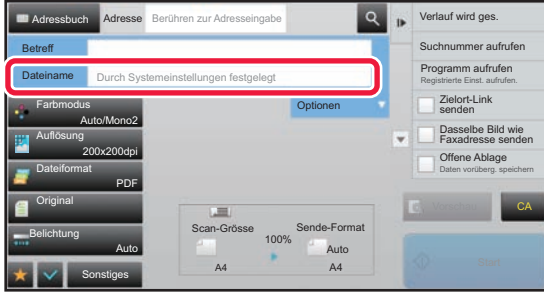 Adressbuch
Adresse
Berühren zur Adresseingabe
Verlauf wird ges.
Betreff
Suchnummer aufrufen
Dateiname
Durch Systemeinstellungen festgelegt
Programm aufrufen
Registrierte Einst. aufrufen.
Farbmodus
Auto/Mono2
Optionen
Zielort-Link
senden
Auflösung
200x200dpi
Dasselbe Bild wie
Faxadresse senden
Dateiformat
PDF
Offene Ablage
Daten vorüberg. speichern
Original
Scan-Grösse
100%
Sende-Format
Auto
A4
A4
CA
Belichtung
Auto
Sonstiges
Start